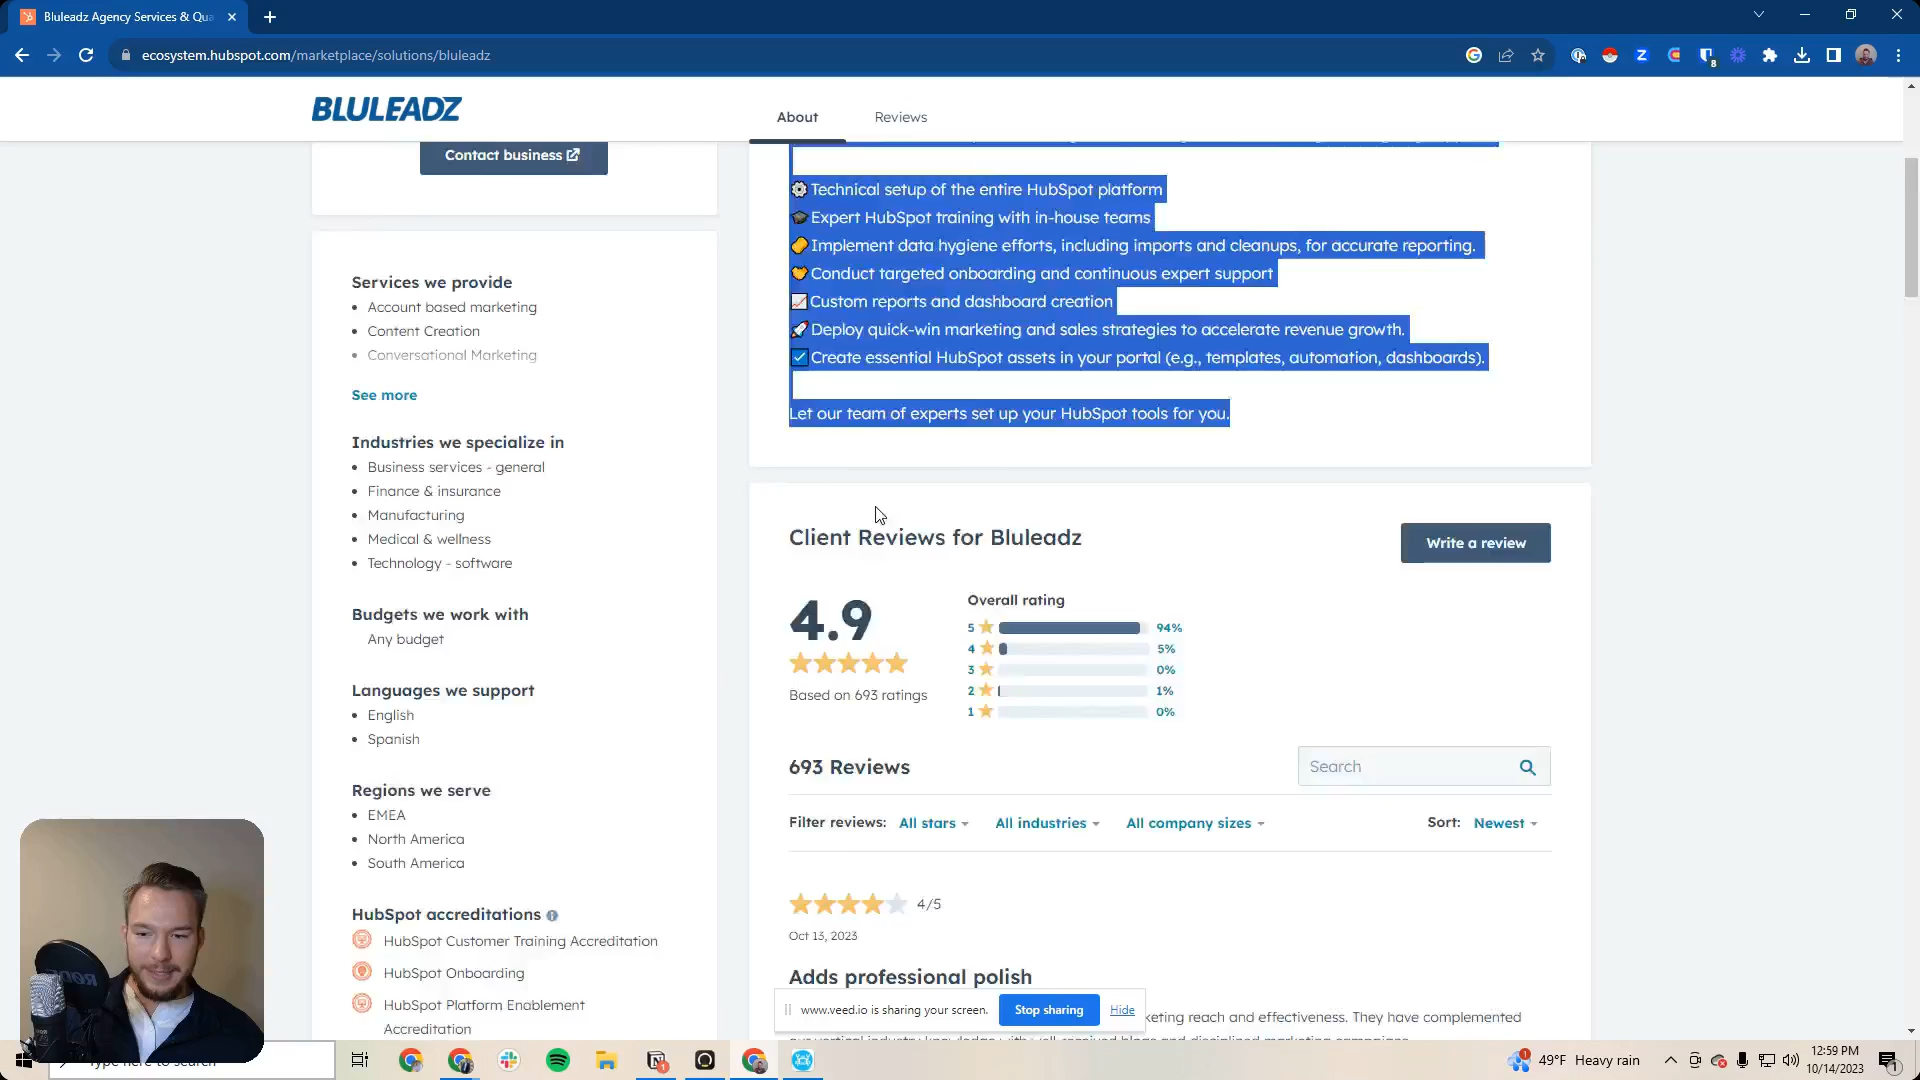 Bluleadz Agency Services & Qua
ecosystem.hubspot.com/marketplace/solutions/bluleadz
BLULEADZ
About
Reviews
Contact business
Technical setup of the entire HubSpot platform
Expert HubSpot training with in-house teams
Implement data hygiene efforts, including imports and cleanups, for accurate reporting.
Conduct targeted onboarding and continuous expert support
Custom reports and dashboard creation
Deploy quick-win marketing and sales strategies to accelerate revenue growth.
Create essential HubSpot assets in your portal (e.g., templates, automation, dashboards).
Let our team of experts set up your HubSpot tools for you.
Services we provide
Account based marketing
Content Creation
Conversational Marketing
See more
Industries we specialize in
Business services - general
Finance & insurance
Manufacturing
Medical & wellness
Technology - software
Budgets we work with
Any budget
Languages we support
English
Spanish
Regions we serve
EMEA
North America
South America
HubSpot accreditations
HubSpot Customer Training Accreditation
HubSpot Onboarding
HubSpot Platform Enablement
Accreditation
Client Reviews for Bluleadz
Write a review
4.9
Based on 693 ratings
Overall rating
5 94%
4 5%
3 0%
2 1%
1 0%
693 Reviews
Search
Filter reviews: All stars All industries All company sizes
Sort: Newest
4/5
Oct 13, 2023
Adds professional polish
keting reach and effectiveness. They have complemented
www.veed.io is sharing your screen. Stop sharing Hide
RODE
Type here to search
49°F Heavy rain
12:59 PM
10/14/2023